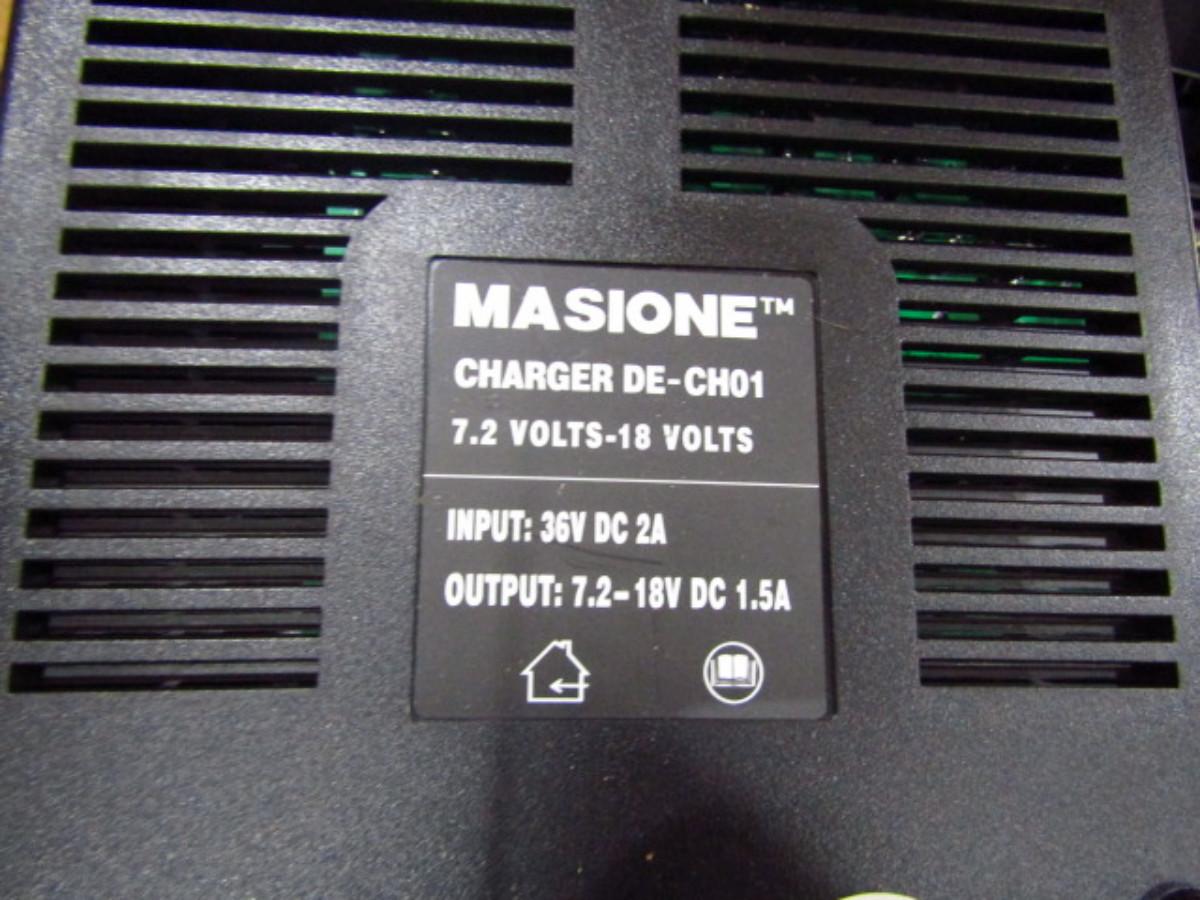 MASIONE™
CHARGER DE-CH01
7.2 VOLTS-18 VOLTS
INPUT: 36V DC 2A
OUTPUT: 7.2-18V DC 1.5A